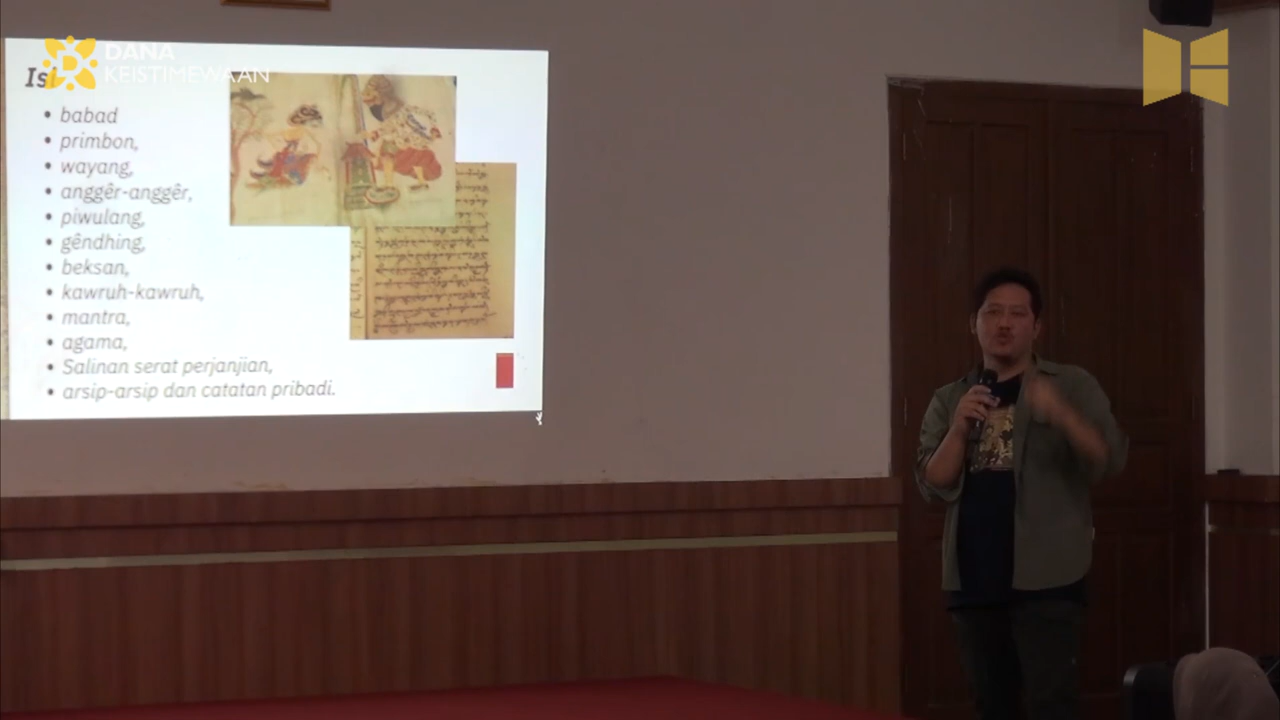 DANA
KEISTIMEWAAN
Isi
• babad
• primbon,
• wayang,
• anggêr-anggêr,
• piwulang,
• gêndhing,
• beksan,
• kawruh-kawruh,
• mantra,
• agama,
• Salinan serat perjanjian,
• arsip-arsip dan catatan pribadi.